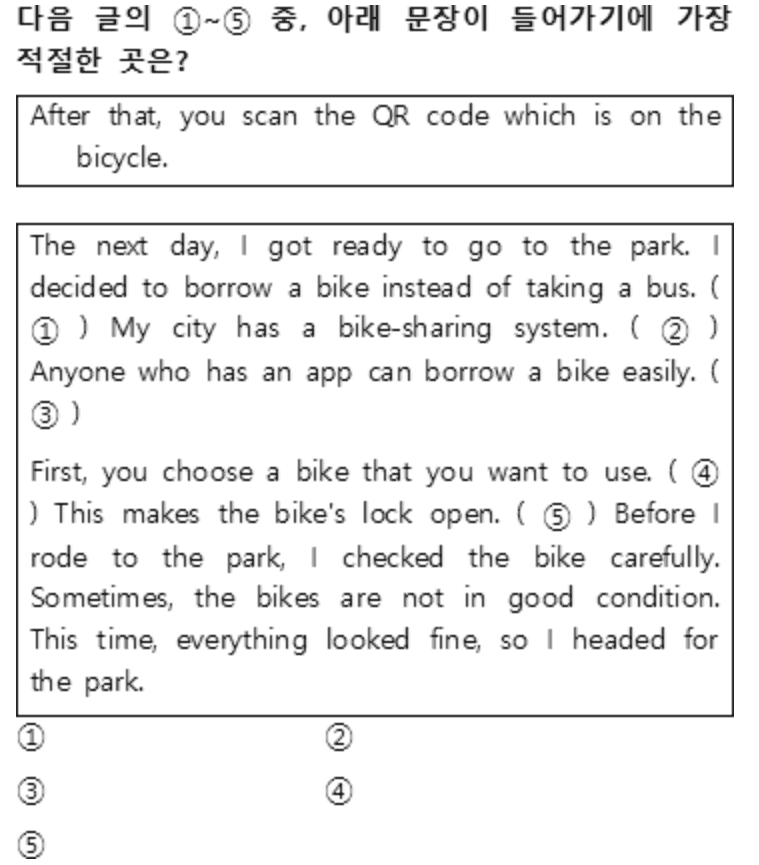 다음 글의 ①~⑤ 중, 아래 문장이 들어가기에 가장
적절한 곳은?
After that, you scan the QR code which is on the
bicycle.
The next day, I got ready to go to the park. I
decided to borrow a bike instead of taking a bus. (
① ) My city has a bike-sharing system. ( ② )
Anyone who has an app can borrow a bike easily. (
③ )
First, you choose a bike that you want to use. ( ④
) This makes the bike's lock open. ( ⑤ ) Before I
rode to the park, I checked the bike carefully.
Sometimes, the bikes are not in good condition.
This time, everything looked fine, so I headed for
the park.
① ②
③ ④
⑤